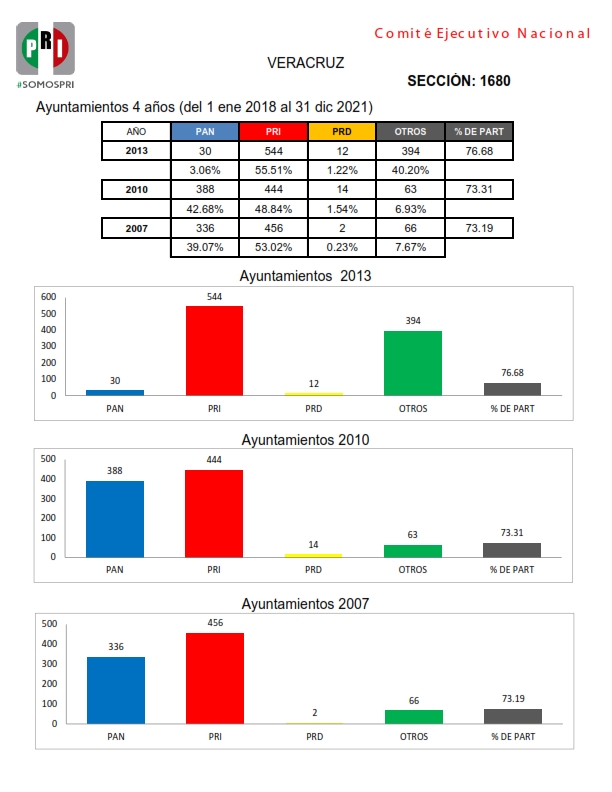 Comité Ejecutivo Nacional
PRI
#SOMOSPRI
VERACRUZ
SECCIÓN: 1680
Ayuntamientos 4 años (del 1 ene 2018 al 31 dic 2021)
AÑO PAN PRI PRD OTROS % DE PART
2013 30 544 12 394 76.68
3.06% 55.51% 1.22% 40.20%
2010 388 444 14 63 73.31
42.68% 48.84% 1.54% 6.93%
2007 336 456 2 66 73.19
39.07% 53.02% 0.23% 7.67%
Ayuntamientos 2013
600
500
400
300
200
100
0
30 544 12 394 76.68
PAN PRI PRD OTROS % DE PART
Ayuntamientos 2010
500
400
300
200
100
0
388 444 14 63 73.31
PAN PRI PRD OTROS % DE PART
Ayuntamientos 2007
500
400
300
200
100
0
336 456 2 66 73.19
PAN PRI PRD OTROS % DE PART